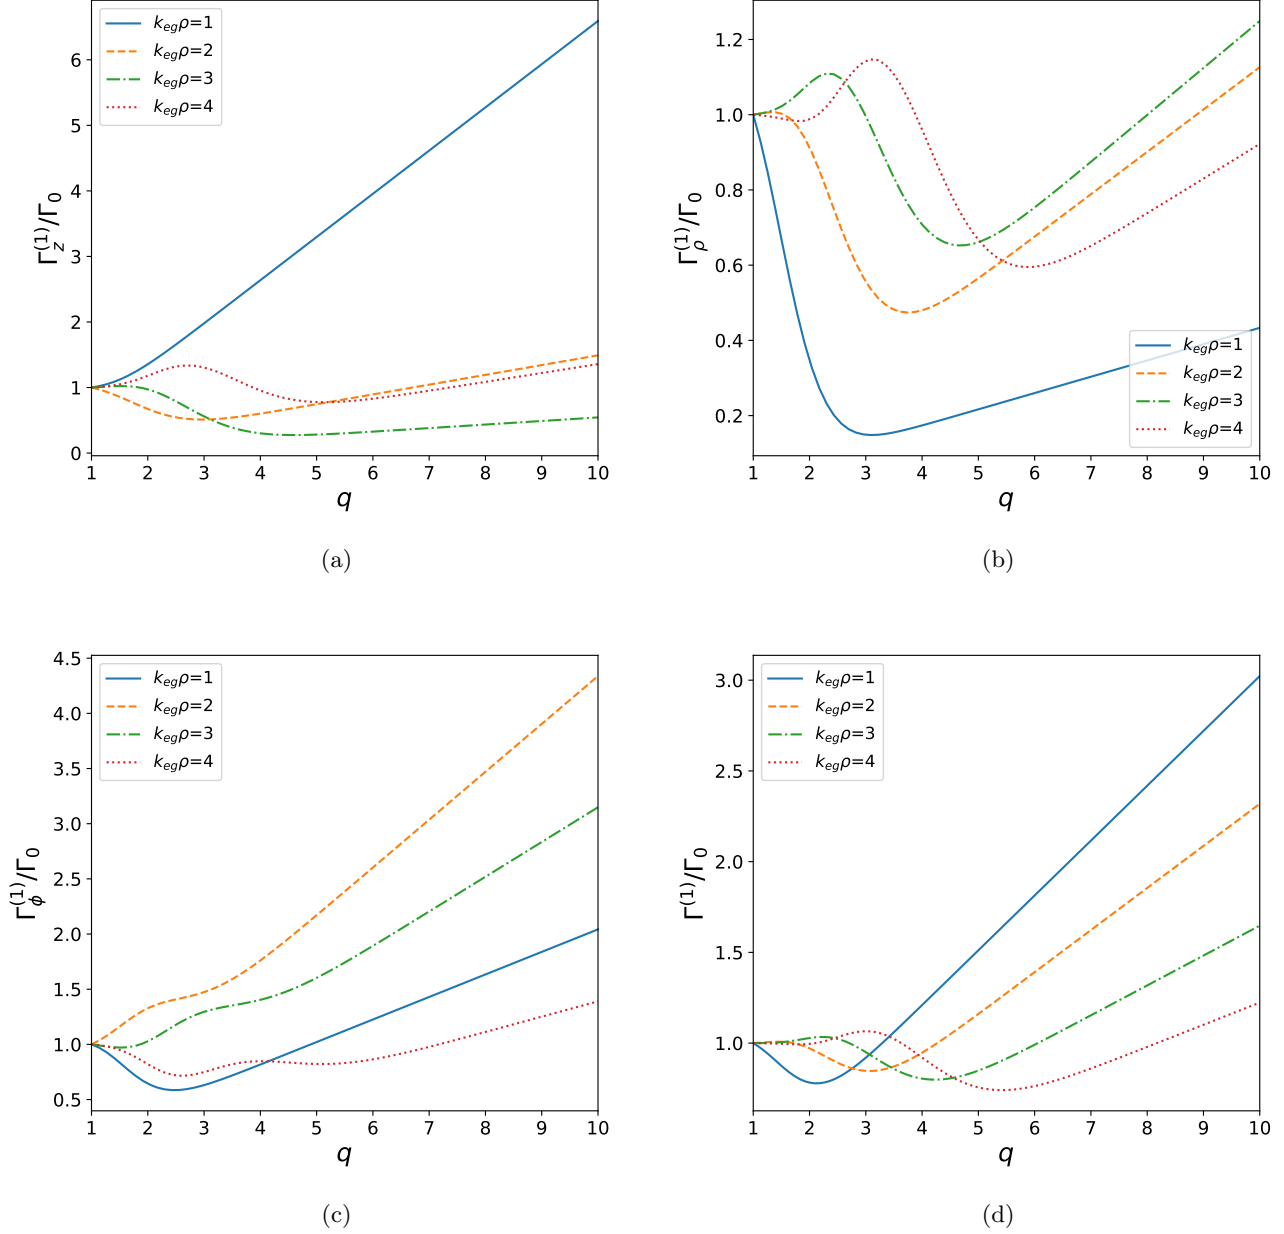 k_egρ=1
k_egρ=2
k_egρ=3
k_egρ=4
Γ_z^(1)/Γ_0
6
5
4
3
2
1
0
1 2 3 4 5 6 7 8 9 10
q
(a)
Γ_ρ^(1)/Γ_0
1.2
1.0
0.8
0.6
0.4
0.2
k_egρ=1
k_egρ=2
k_egρ=3
k_egρ=4
1 2 3 4 5 6 7 8 9 10
q
(b)
k_egρ=1
k_egρ=2
k_egρ=3
k_egρ=4
Γ_ϕ^(1)/Γ_0
4.5
4.0
3.5
3.0
2.5
2.0
1.5
1.0
0.5
1 2 3 4 5 6 7 8 9 10
q
(c)
k_egρ=1
k_egρ=2
k_egρ=3
k_egρ=4
Γ^(1)/Γ_0
3.0
2.5
2.0
1.5
1.0
1 2 3 4 5 6 7 8 9 10
q
(d)